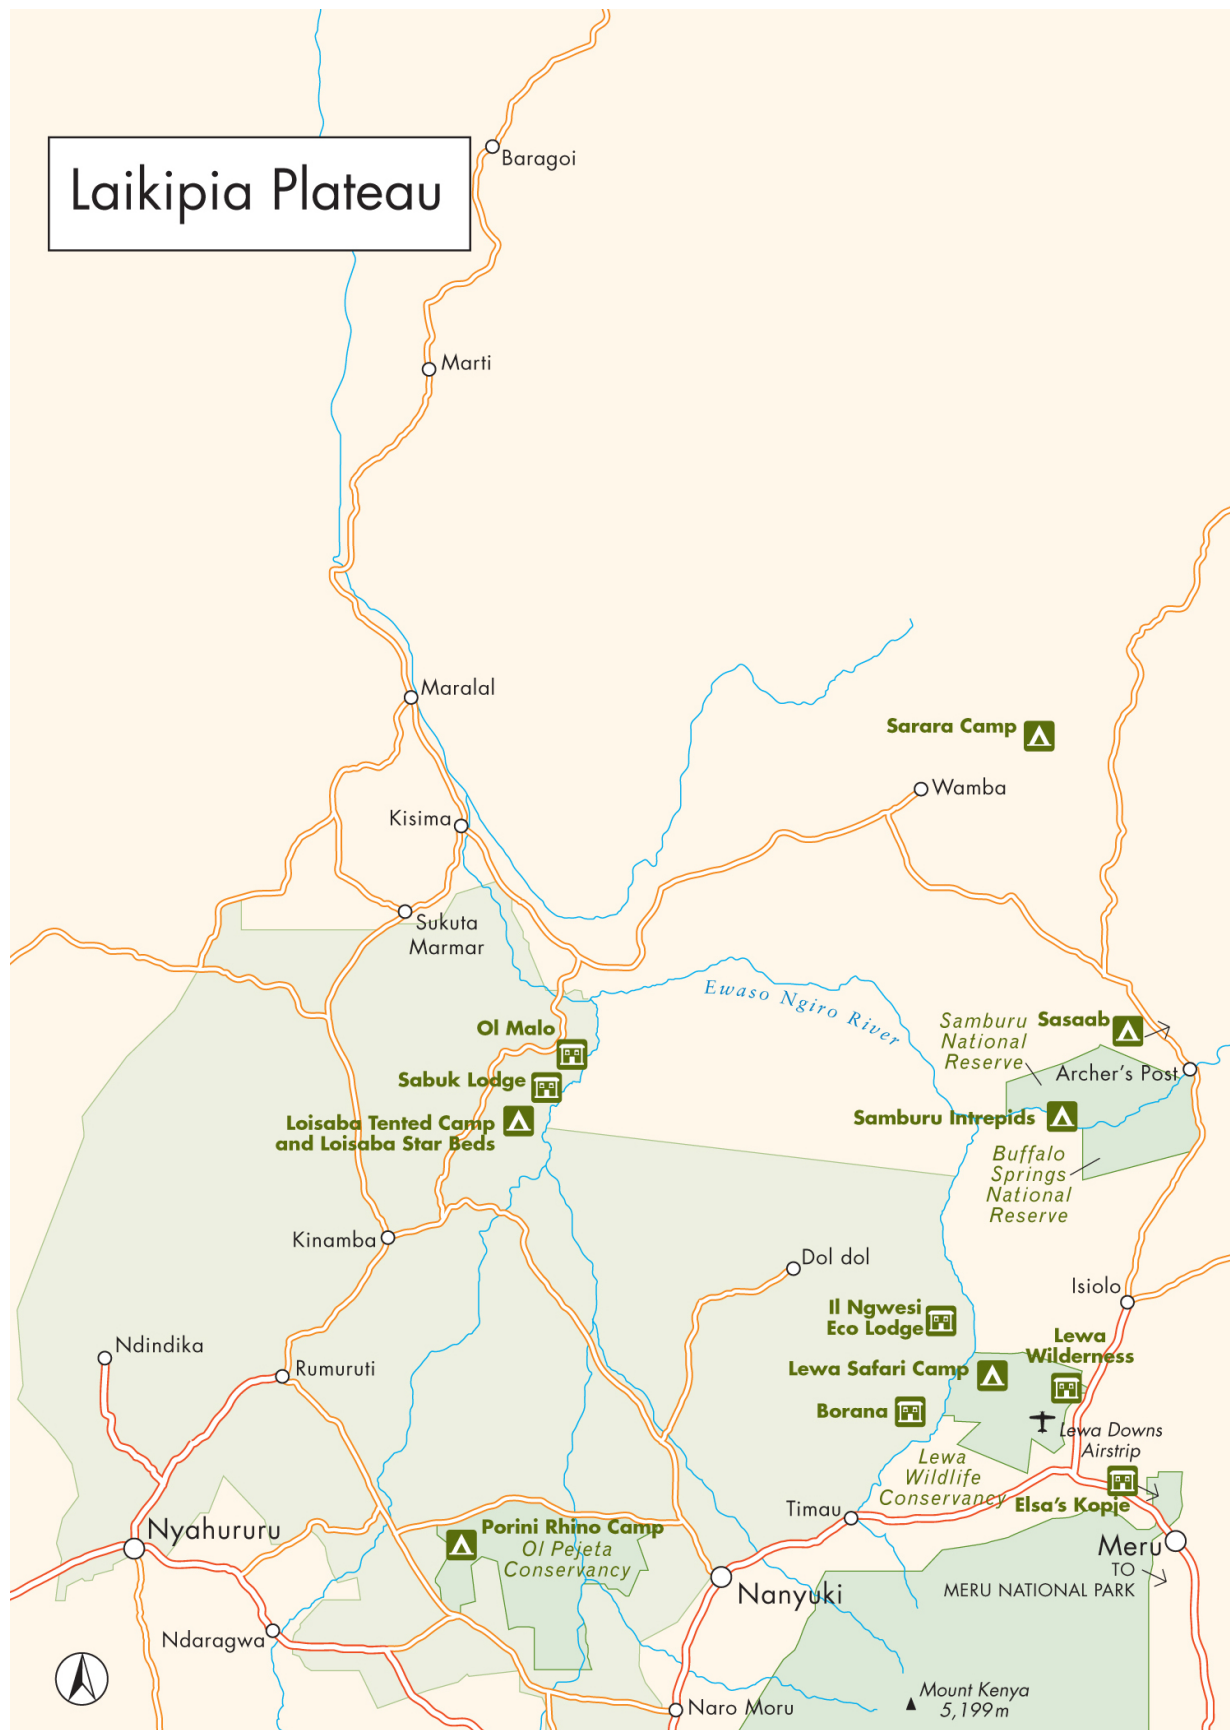 Baragoi
Laikipia Plateau
Marti
Maralal
Sarara Camp
Wamba
Kisima
Sukuta
Marmar
Ewaso Ngiro River
Ol Malo
Samburu
National
Reserve
Sasaab
Archer's Post
Sabuk Lodge
Loisaba Tented Camp
and Loisaba Star Beds
Samburu Intrepids
Buffalo
Springs
National
Reserve
Kinamba
Dol dol
Isiolo
Il Ngwesi
Eco Lodge
Lewa
Wilderness
Ndindika
Rumuruti
Lewa Safari Camp
Borana
Lewa Downs
Airstrip
Lewa
Wildlife
Conservancy
Elsa's Kopje
Timau
Nyahururu
Porini Rhino Camp
Ol Pejeta
Conservancy
Meru
TO
MERU NATIONAL PARK
Nanyuki
Ndaragwa
Mount Kenya
5,199m
Naro Moru